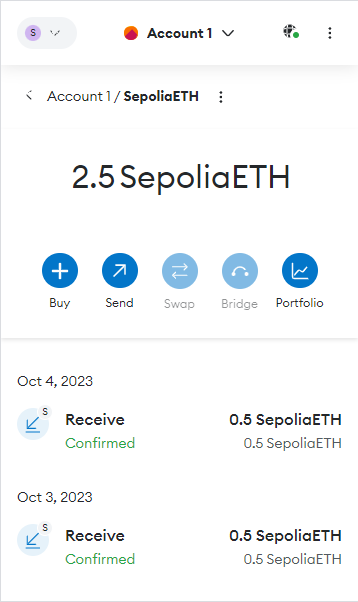 S
Account 1
Account 1 / SepoliaETH
2.5 SepoliaETH
Buy
Send
Swap
Bridge
Portfolio
Oct 4, 2023
S
Receive
0.5 SepoliaETH
Confirmed
0.5 SepoliaETH
Oct 3, 2023
S
Receive
0.5 SepoliaETH
Confirmed
0.5 SepoliaETH